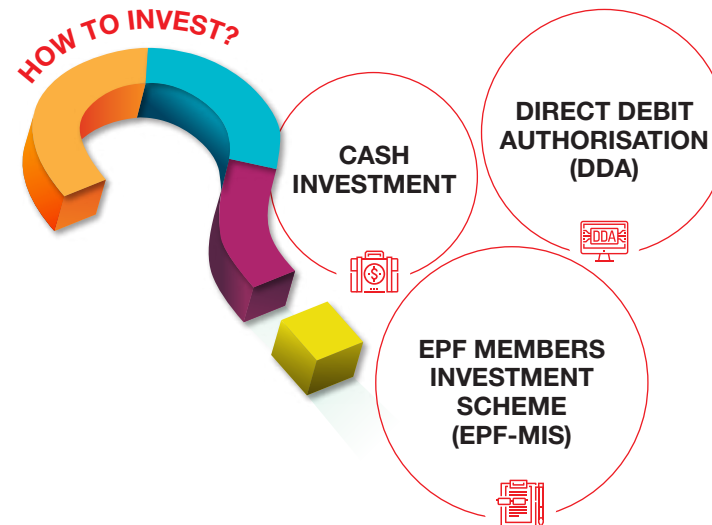 HOW TO INVEST?
CASH
INVESTMENT
DIRECT DEBIT
AUTHORISATION
(DDA)
DDA
EPF MEMBERS
INVESTMENT
SCHEME
(EPF-MIS)